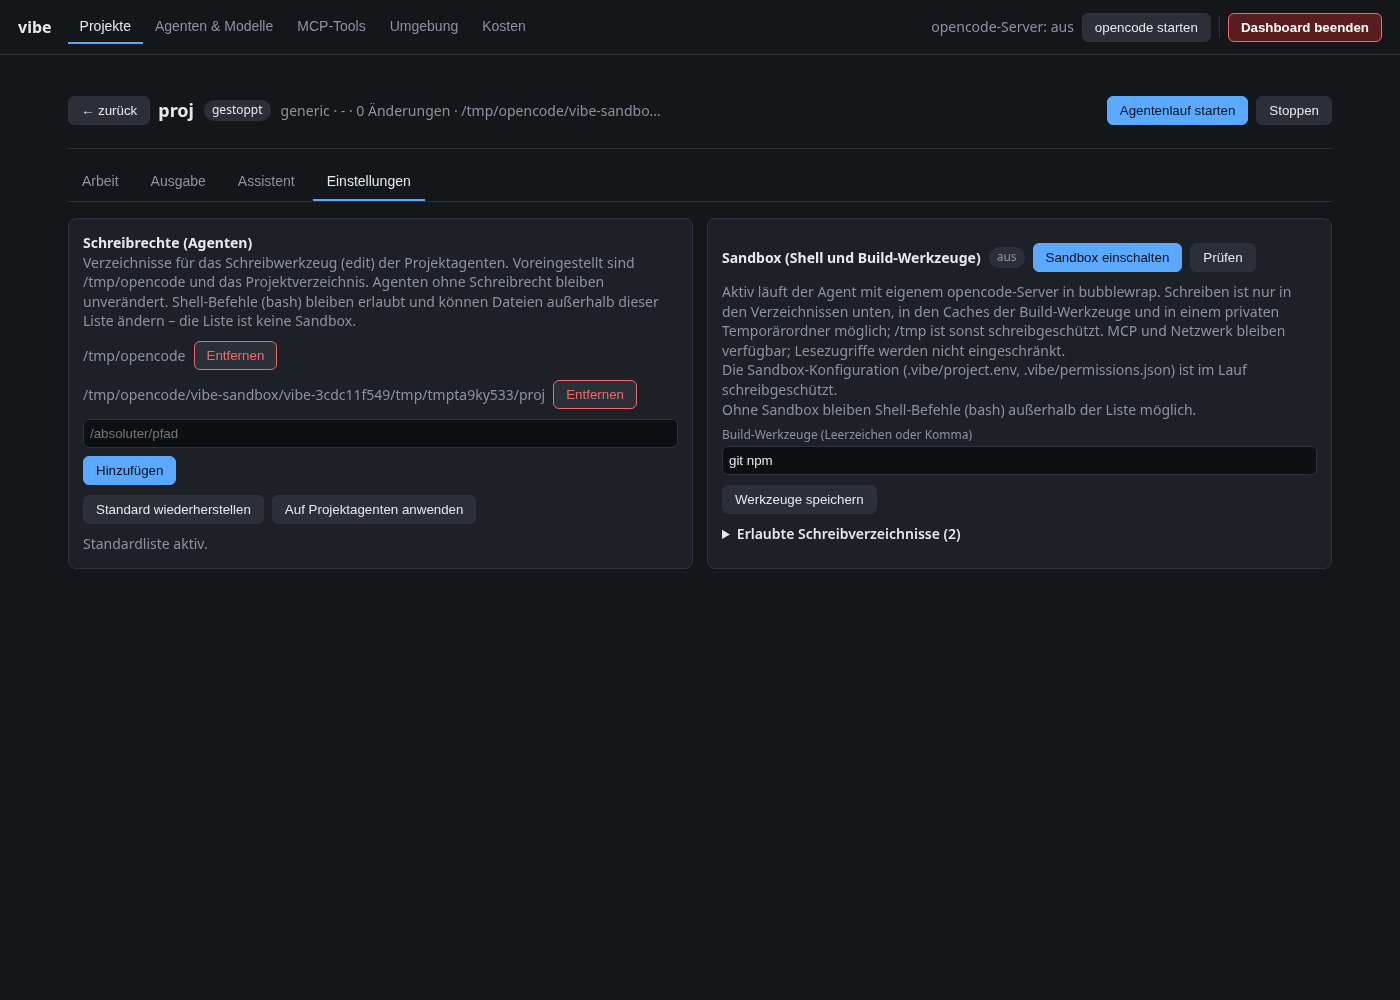 vibe
Projekte
Agenten & Modelle
MCP-Tools
Umgebung
Kosten
opencode-Server: aus
opencode starten
Dashboard beenden
← zurück
proj
gestoppt
generic · - · 0 Änderungen · /tmp/opencode/vibe-sandbo...
Agentenlauf starten
Stoppen
Arbeit
Ausgabe
Assistent
Einstellungen
Schreibrechte (Agenten)
Verzeichnisse für das Schreibwerkzeug (edit) der Projektagenten. Voreingestellt sind
/tmp/opencode und das Projektverzeichnis. Agenten ohne Schreibrecht bleiben
unverändert. Shell-Befehle (bash) bleiben erlaubt und können Dateien außerhalb dieser
Liste ändern – die Liste ist keine Sandbox.
/tmp/opencode
Entfernen
/tmp/opencode/vibe-sandbox/vibe-3cdc11f549/tmp/tmpta9ky533/proj
Entfernen
/absoluter/pfad
Hinzufügen
Standard wiederherstellen
Auf Projektagenten anwenden
Standardliste aktiv.
Sandbox (Shell und Build-Werkzeuge)
aus
Sandbox einschalten
Prüfen
Aktiv läuft der Agent mit eigenem opencode-Server in bubblewrap. Schreiben ist nur in
den Verzeichnissen unten, in den Caches der Build-Werkzeuge und in einem privaten
Temporärordner möglich; /tmp ist sonst schreibgeschützt. MCP und Netzwerk bleiben
verfügbar; Lesezugriffe werden nicht eingeschränkt.
Die Sandbox-Konfiguration (.vibe/project.env, .vibe/permissions.json) ist im Lauf
schreibgeschützt.
Ohne Sandbox bleiben Shell-Befehle (bash) außerhalb der Liste möglich.
Build-Werkzeuge (Leerzeichen oder Komma)
git npm
Werkzeuge speichern
▶ Erlaubte Schreibverzeichnisse (2)